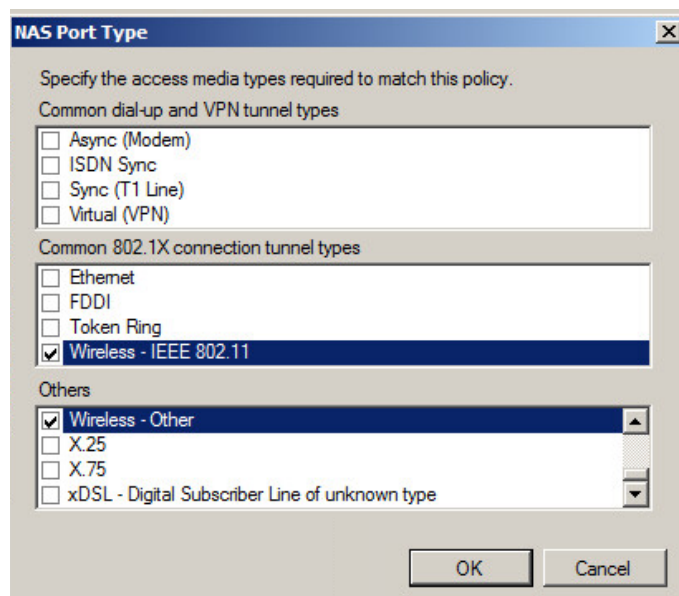 NAS Port Type
Specify the access media types required to match this policy.
Common dial-up and VPN tunnel types
Async (Modem)
ISDN Sync
Sync (T1 Line)
Virtual (VPN)
Common 802.1X connection tunnel types
Ethernet
FDDI
Token Ring
Wireless - IEEE 802.11
Others
Wireless - Other
X.25
X.75
xDSL - Digital Subscriber Line of unknown type
OK Cancel